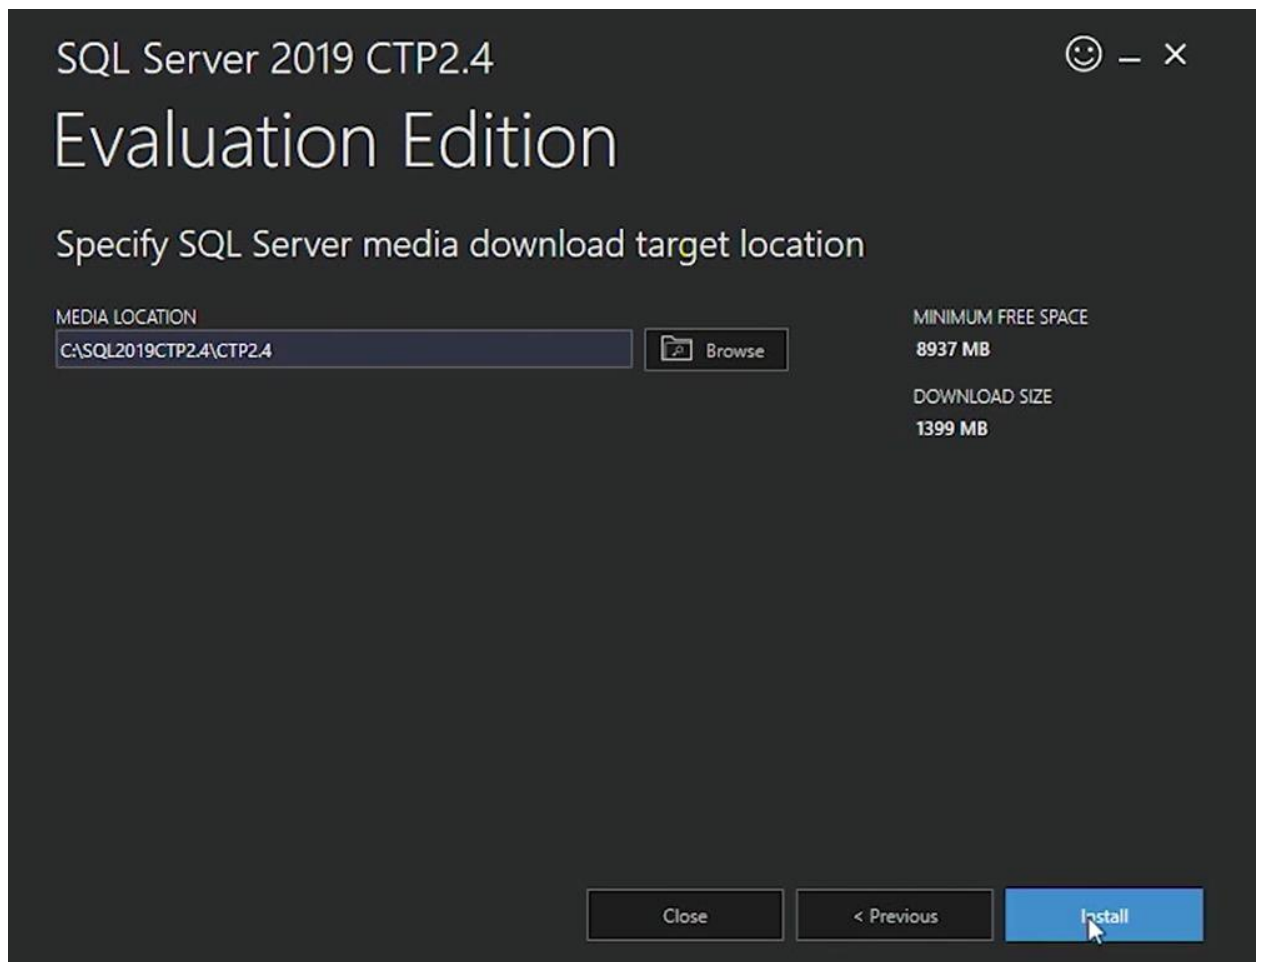 SQL Server 2019 CTP2.4
Evaluation Edition
Specify SQL Server media download target location
MEDIA LOCATION
C:\SQL2019CTP2.4\CTP2.4
Browse
MINIMUM FREE SPACE
8937 MB
DOWNLOAD SIZE
1399 MB
Close
< Previous
Install